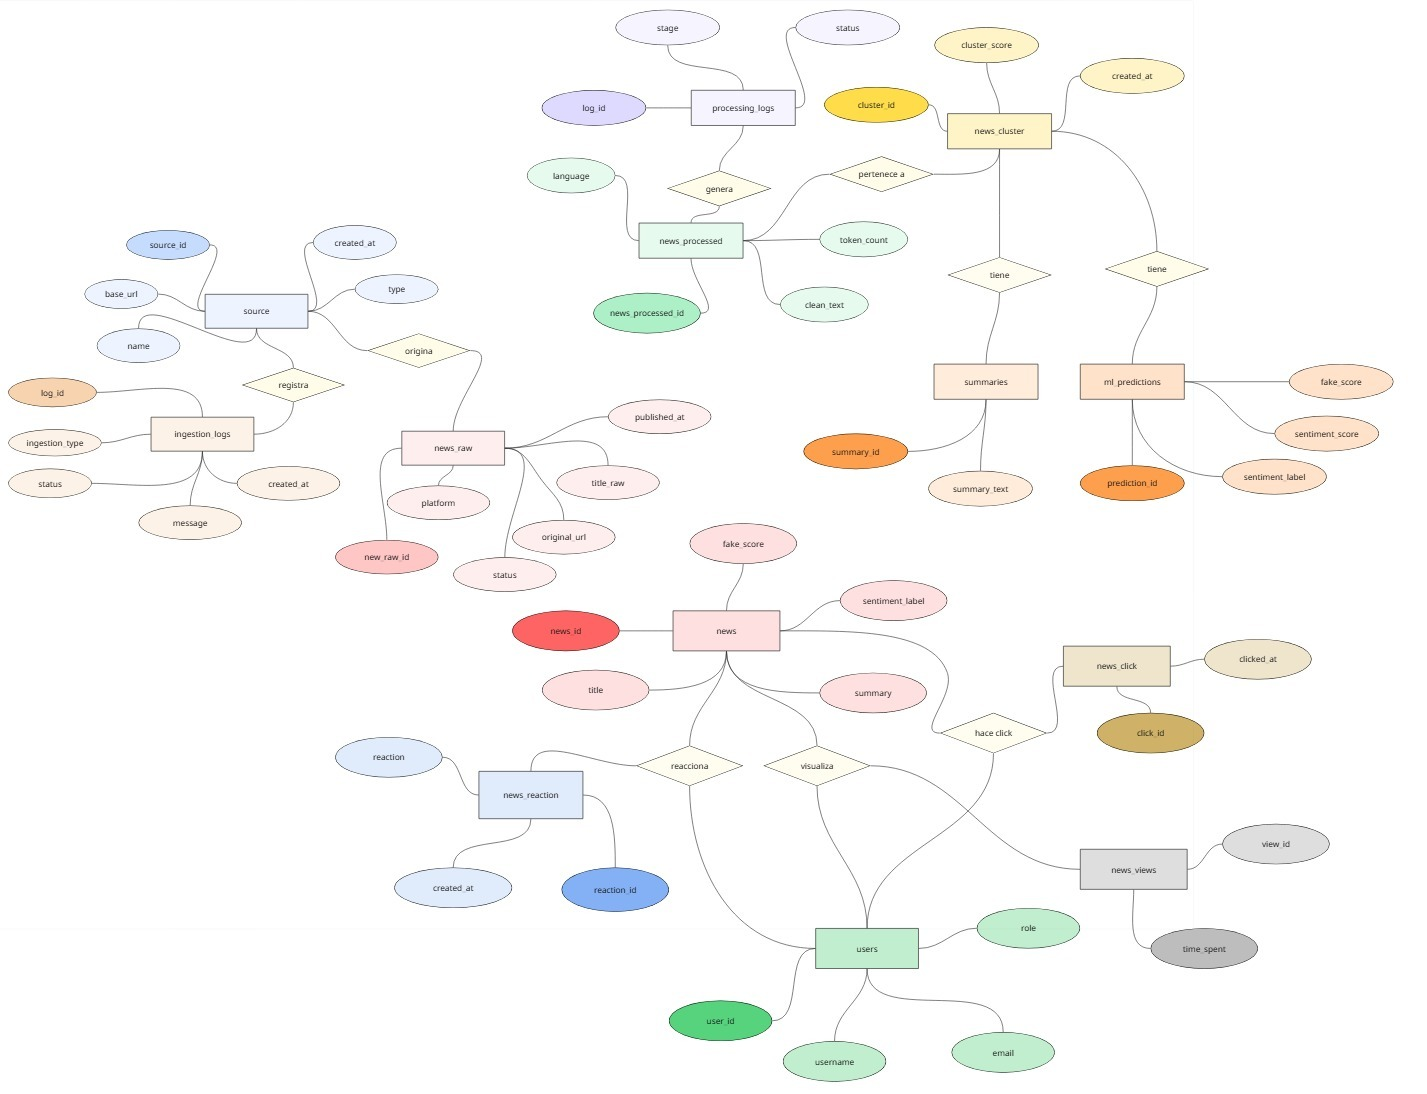 stage
status
cluster_score
created_at
log_id
processing_logs
cluster_id
news_cluster
language
genera
pertenece a
source_id
created_at
news_processed
token_count
base_url
type
tiene
tiene
source
news_processed_id
clean_text
name
origina
registra
summaries
ml_predictions
fake_score
log_id
ingestion_type
ingestion_logs
published_at
sentiment_score
news_raw
summary_id
status
created_at
title_raw
summary_text
prediction_id
sentiment_label
message
platform
original_url
new_raw_id
status
fake_score
sentiment_label
news_id
news
title
summary
news_click
clicked_at
hace click
click_id
reaction
reacciona
visualiza
news_reaction
created_at
reaction_id
news_views
view_id
users
role
time_spent
user_id
username
email